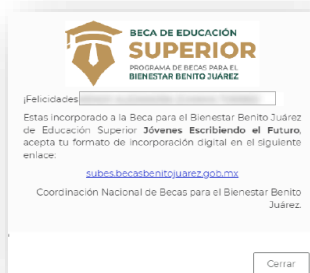 BECA DE EDUCACIÓN
SUPERIOR
PROGRAMA DE BECAS PARA EL
BIENESTAR BENITO JUÁREZ
¡Felicidades
Estas incorporado a la Beca para el Bienestar Benito Juárez
de Educación Superior Jóvenes Escribiendo el Futuro,
acepta tu formato de incorporación digital en el siguiente
enlace:
subes.becasbenitojuarez.gob.mx
Coordinación Nacional de Becas para el Bienestar Benito
Juárez.
Cerrar